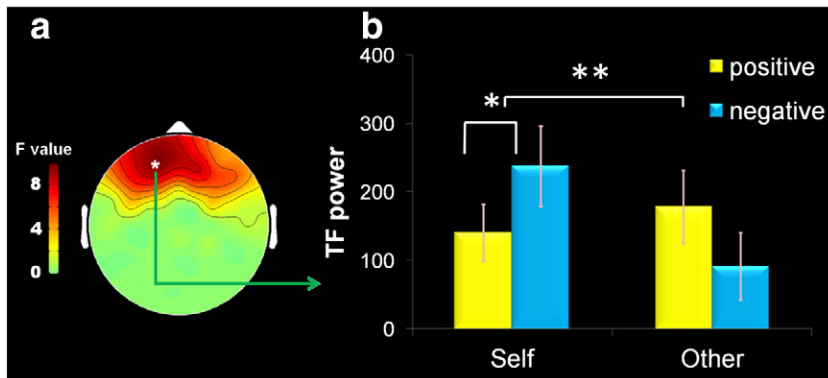 a
F value
8
4
0
*
b
400
300
200
100
0
TF power
*
**
positive
negative
Self
Other